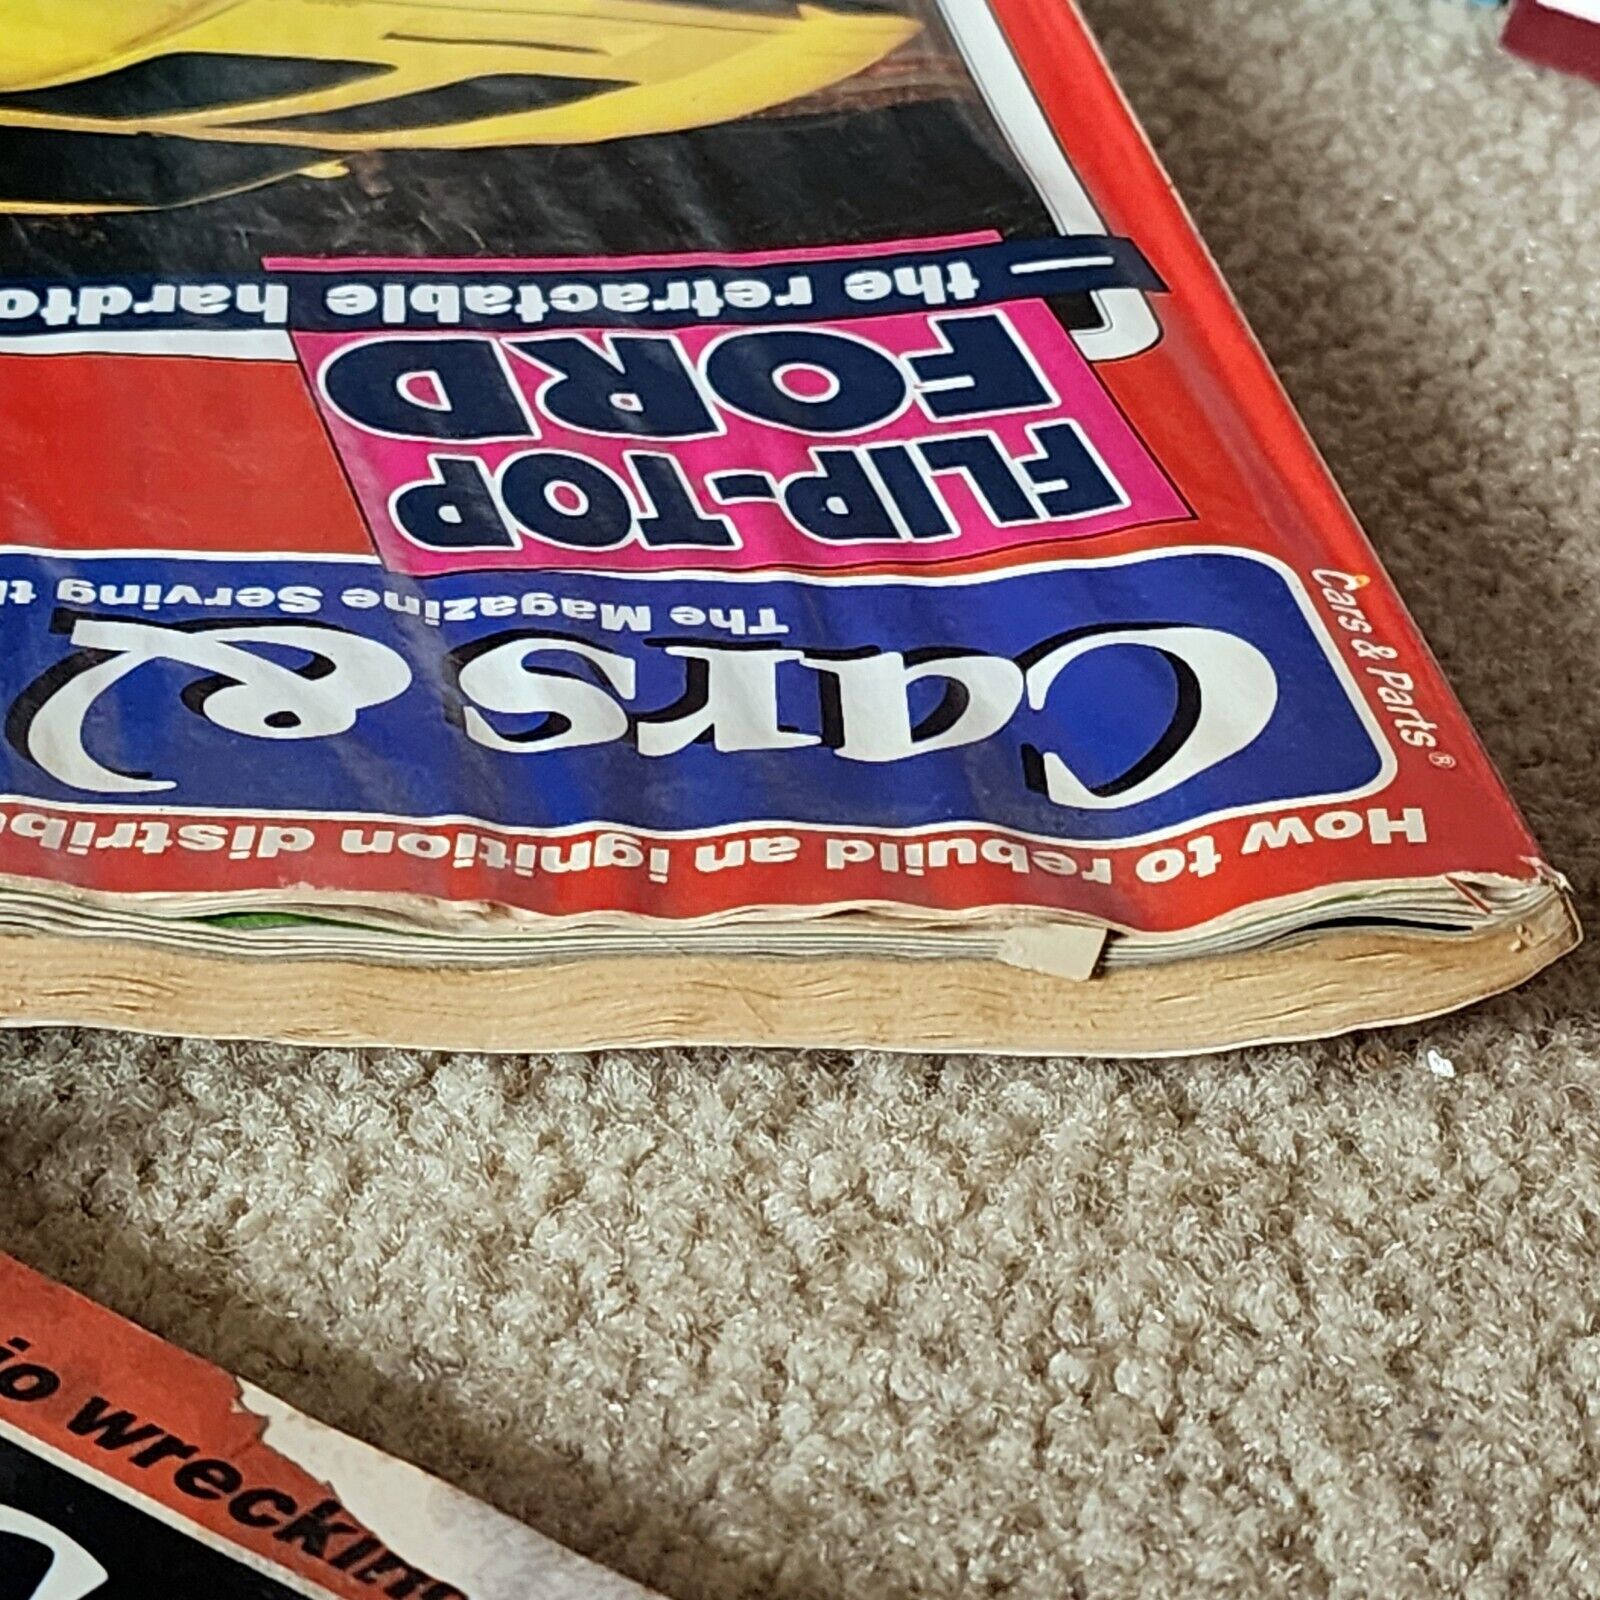 How to rebuild an ignition distrib
Cars &
The Magazine Serving th
FLIP-TOP
FORD
— the retractable hardto
Cars & Parts®
io wrecking